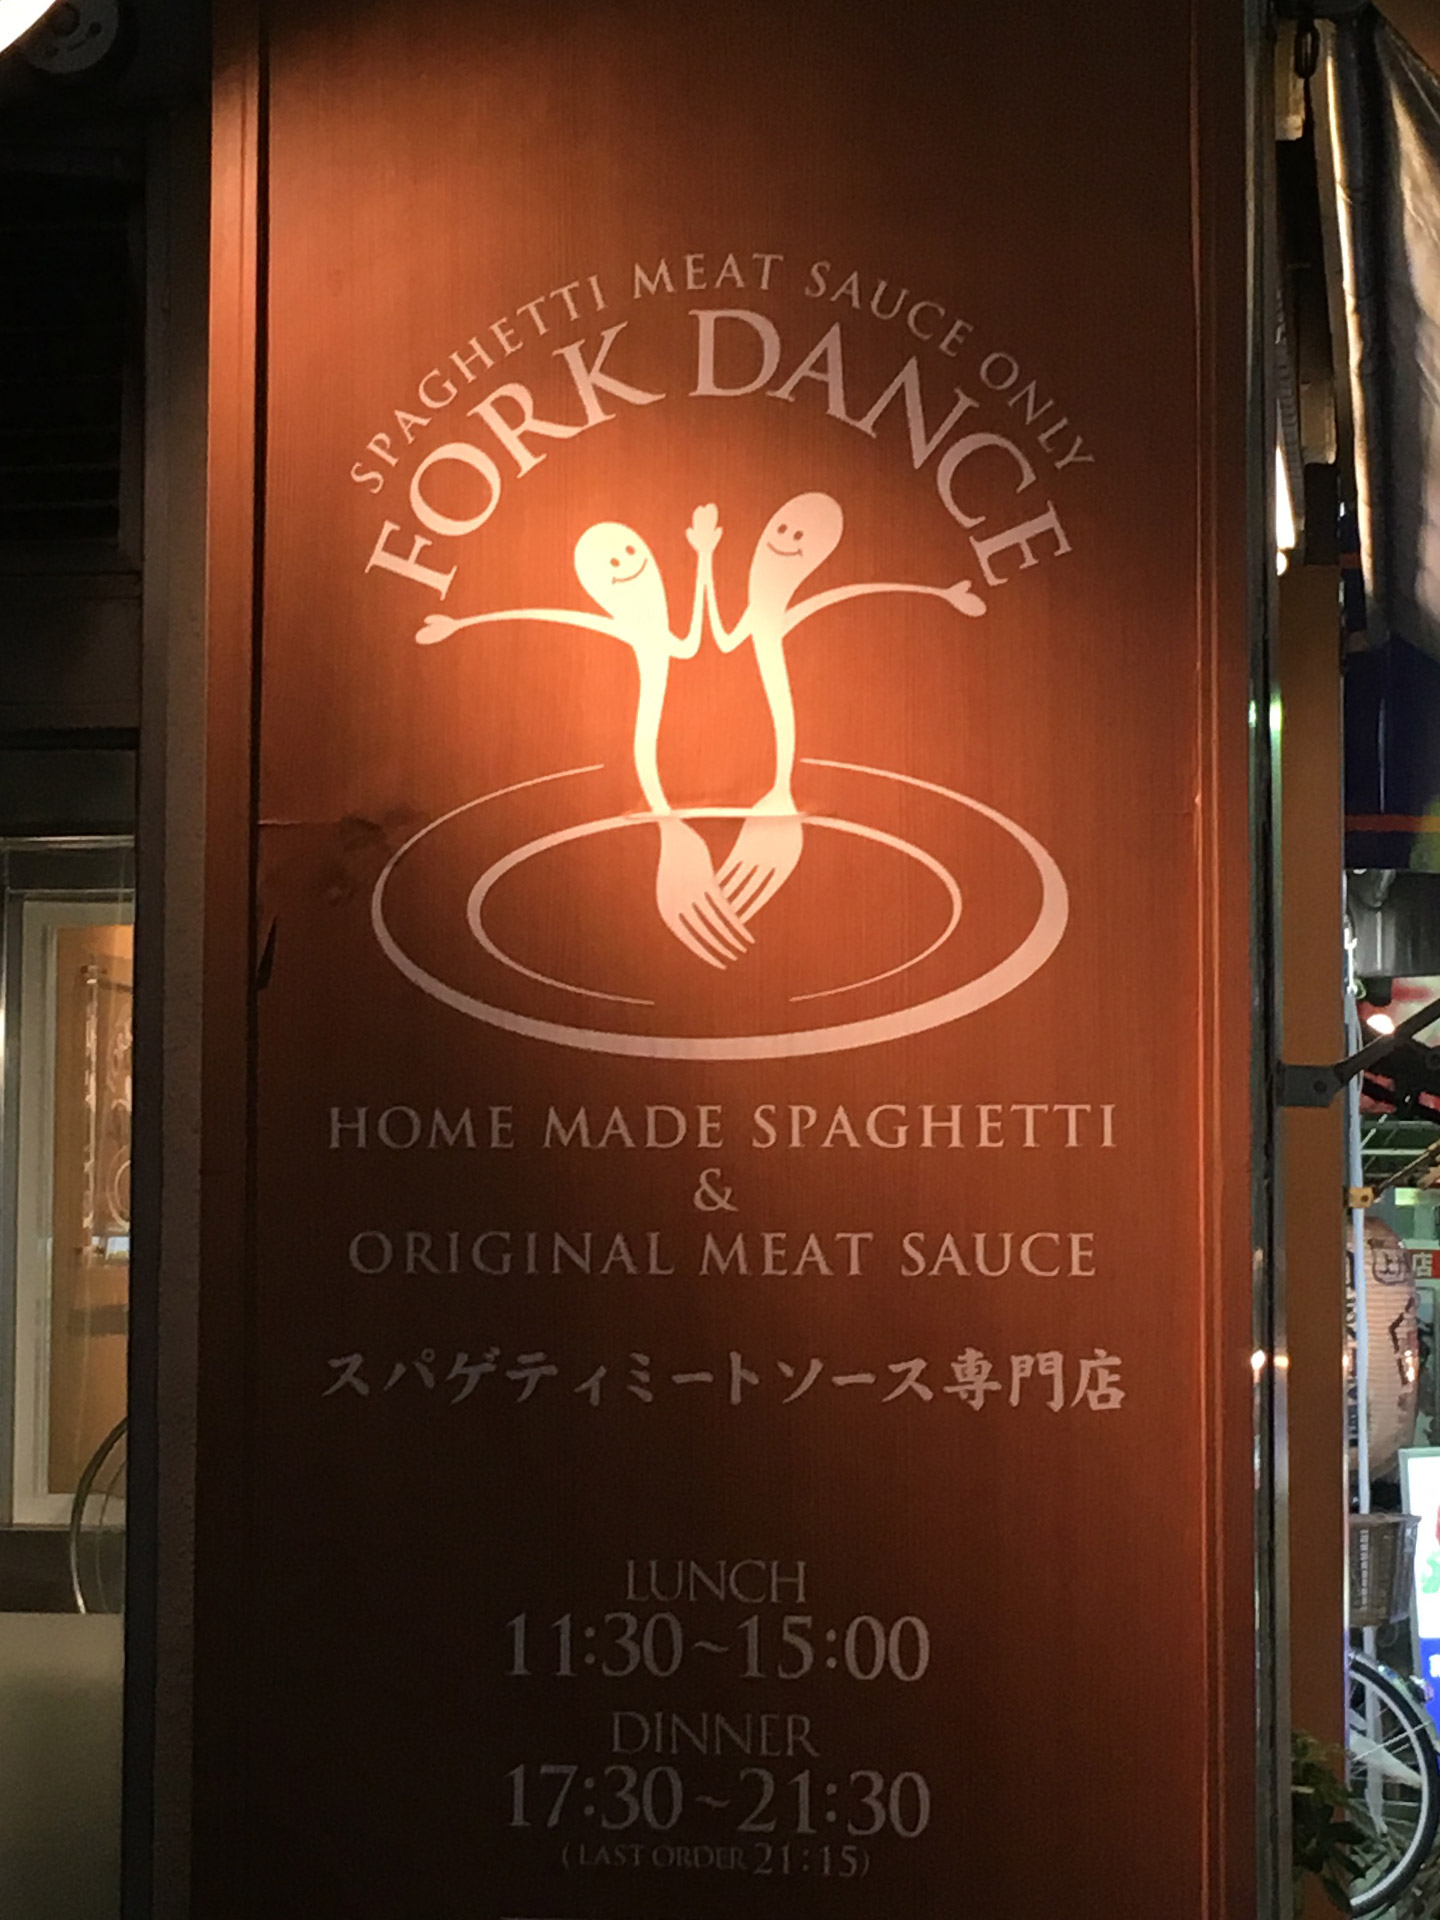 SPAGHETTI MEAT SAUCE ONLY
FORK DANCE
HOME MADE SPAGHETTI
&
ORIGINAL MEAT SAUCE
スパゲティミートソース専門店
LUNCH
11:30~15:00
DINNER
17:30~21:30
(LAST ORDER 21:15)
店